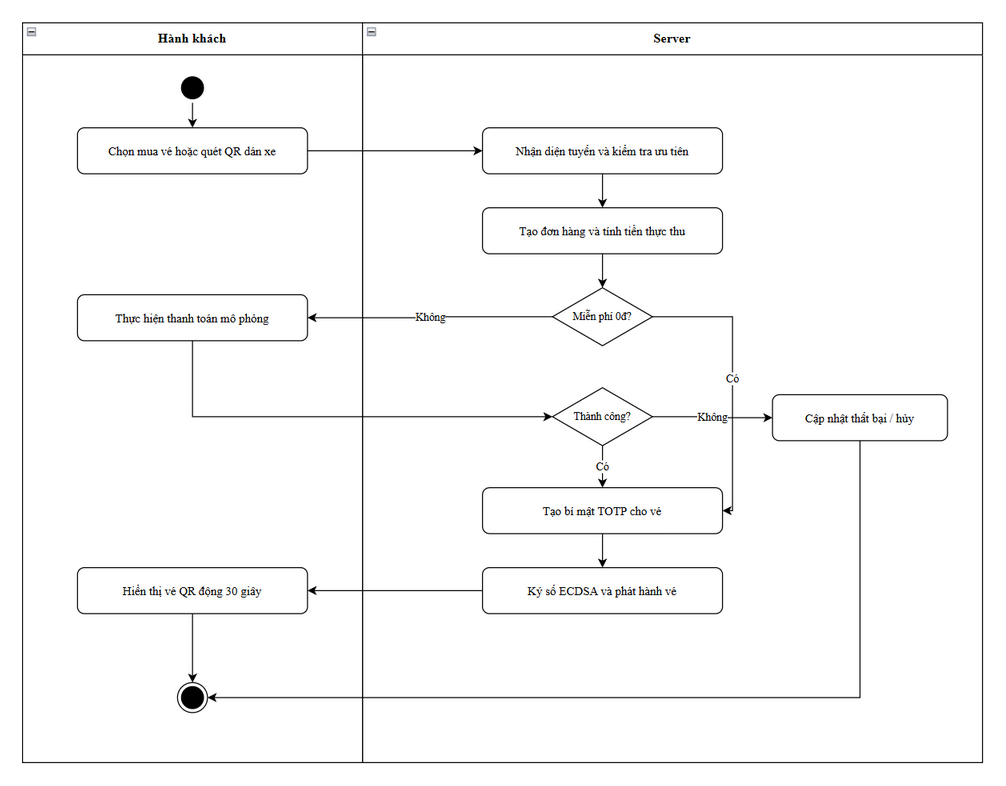 Hành khách
Server
Chọn mua vé hoặc quét QR dán xe
Nhận diện tuyến và kiểm tra ưu tiên
Tạo đơn hàng và tính tiền thực thu
Thực hiện thanh toán mô phỏng
Không
Miễn phí 0đ?
Có
Thành công?
Không
Cập nhật thất bại / hủy
Có
Tạo bí mật TOTP cho vé
Hiển thị vé QR động 30 giây
Ký số ECDSA và phát hành vé